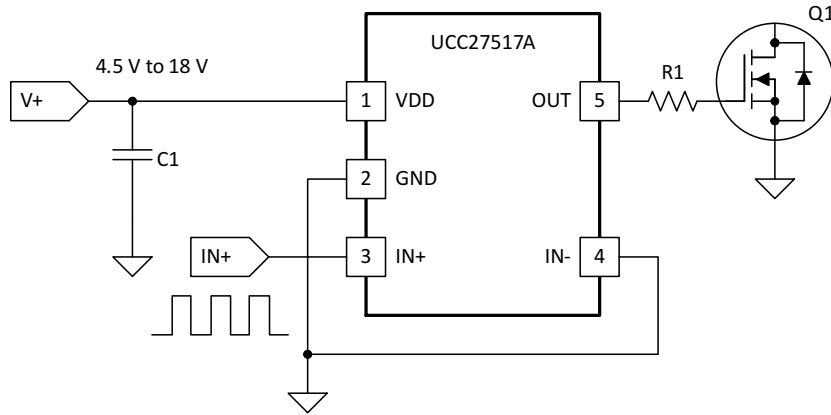 Q1
UCC27517A
4.5 V to 18 V
R1
V+
1 VDD
OUT 5
C1
2 GND
IN+
3 IN+
IN- 4